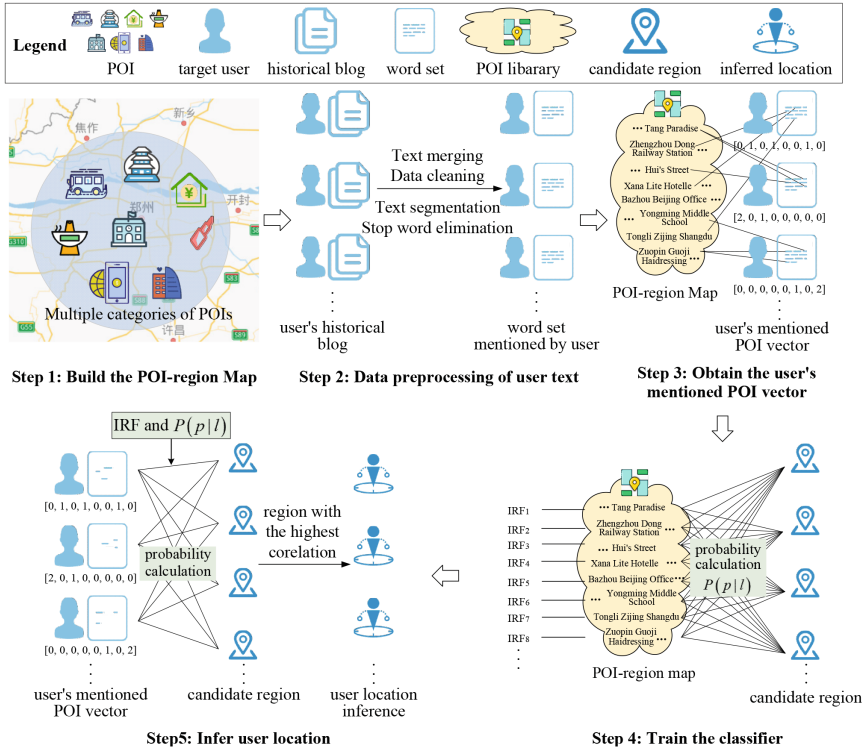 Legend
POI
target user
historical blog
word set
POI libarary
candidate region
inferred location
新乡
焦作
郑州
开封
许昌
Multiple categories of POIs
Step 1: Build the POI-region Map
Text merging
Data cleaning
Text segmentation
Stop word elimination
user's historical
blog
word set
mentioned by user
Step 2: Data preprocessing of user text
••• Tang Paradise
Zhengzhou Dong
Railway Station •••
••• Hui's Street
Xana Lite Hotelle •••
Bazhou Beijing Office •••
••• Yongming Middle
School
Tongli Zijing Shangdu
Zuopin Guoji
Haidressing •••
POI-region Map
[0, 1, 0, 1, 0, 0, 1, 0]
[2, 0, 1, 0, 0, 0, 0, 0]
[0, 0, 0, 0, 0, 1, 0, 2]
user's mentioned
POI vector
Step 3: Obtain the user's
mentioned POI vector
IRF and P(p|l)
[0, 1, 0, 1, 0, 0, 1, 0]
[2, 0, 1, 0, 0, 0, 0, 0]
[0, 0, 0, 0, 0, 1, 0, 2]
probability
calculation
region with
the highest
corelation
user's mentioned
POI vector
candidate region
user location
inference
Step5: Infer user location
IRF1
IRF2
IRF3
IRF4
IRF5
IRF6
IRF7
IRF8
••• Tang Paradise
Zhengzhou Dong
Railway Station •••
••• Hui's Street
Xana Lite Hotelle •••
Bazhou Beijing Office•••
••• Yongming Middle
School
Tongli Zijing Shangdu
Zuopin Guoji
Haidressing •••
POI-region map
probability
calculation
P(p|l)
candidate region
Step 4: Train the classifier